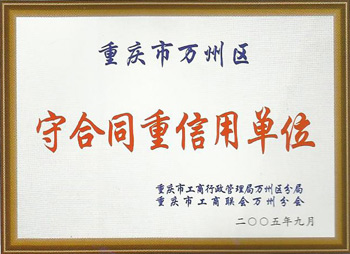 重庆市万州区
守合同重信用单位
重庆市工商行政管理局万州区分局
重庆市工商联会万州分会
二〇〇五年九月